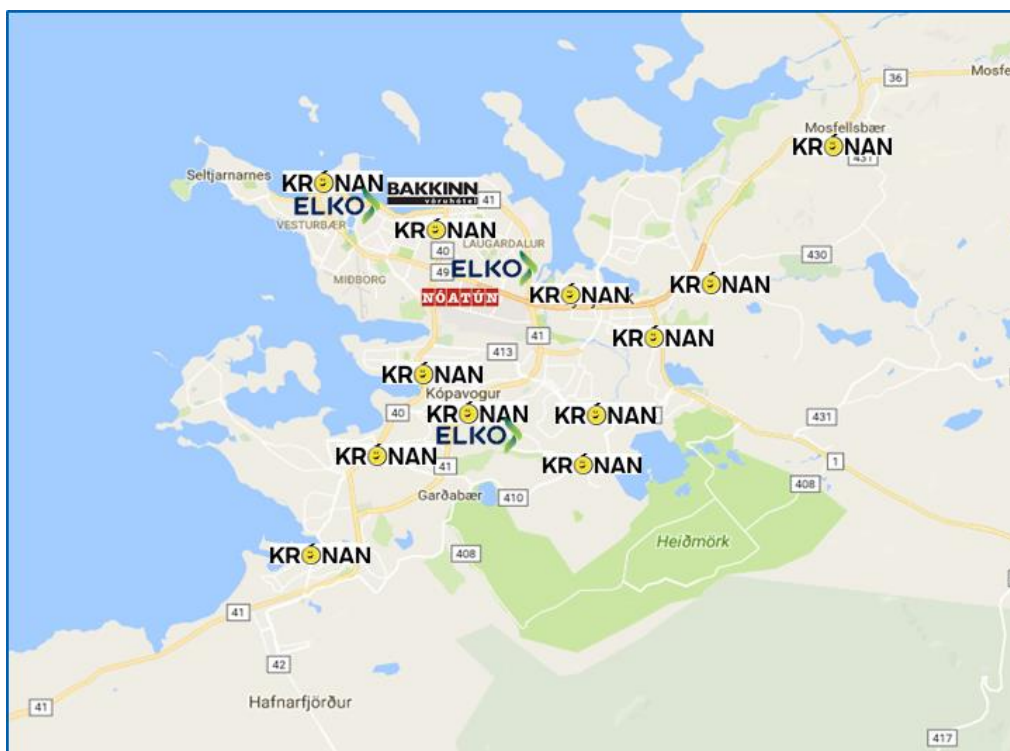 36
Mosfe
Mosfellsbær
KRÓNAN
431
Seltjarnarnes
KRÓNAN
BAKKINN
vöruhótel
41
ELKO
VESTURBÆR
KRÓNAN
LAUGARDALUR
40
49
ELKO
430
MIÐBORG
KRÓNAN
NÓATÚN
KRÓNAN
41
KRÓNAN
413
KRÓNAN
Kópavogur
40
KRÓNAN
KRÓNAN
431
ELKO
KRÓNAN
41
KRÓNAN
1
408
Garðabær
410
Heiðmörk
KRÓNAN
408
41
42
Hafnarfjörður
41
417